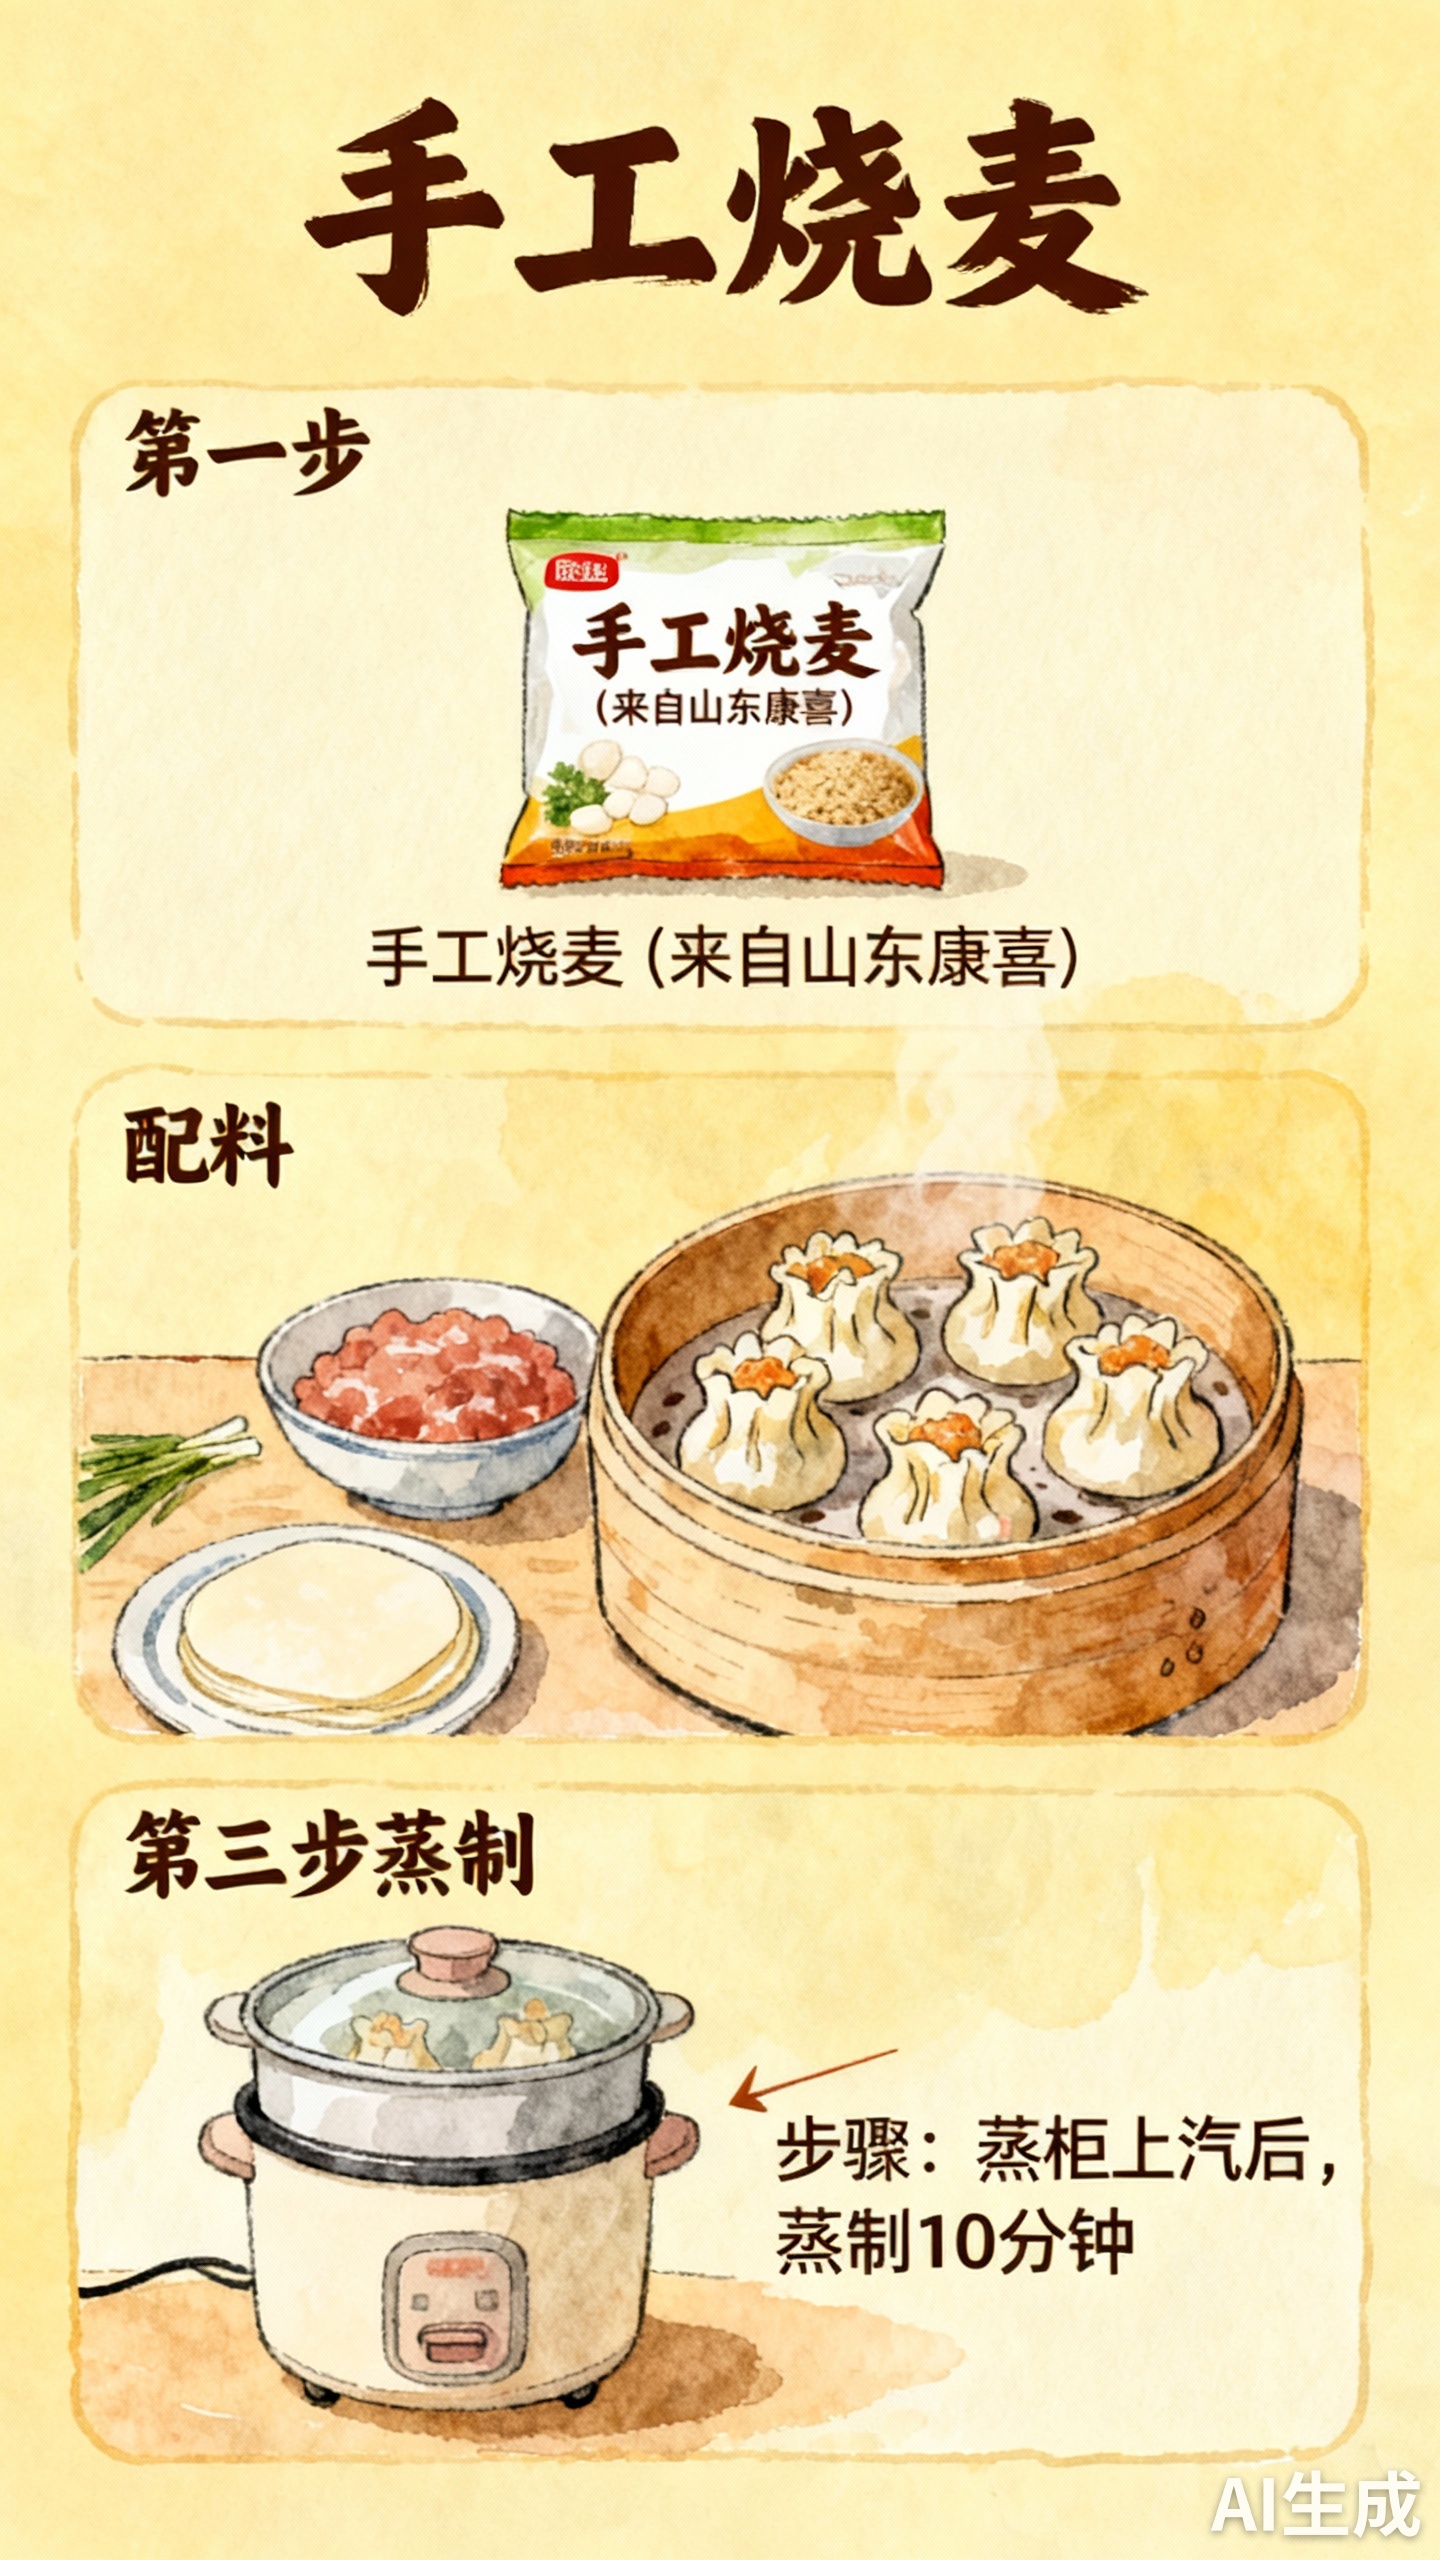 手工烧麦
第一步
手工烧麦
(来自山东康喜)
手工烧麦(来自山东康喜)
配料
第三步蒸制
步骤：蒸柜上汽后，
蒸制10分钟
AI生成